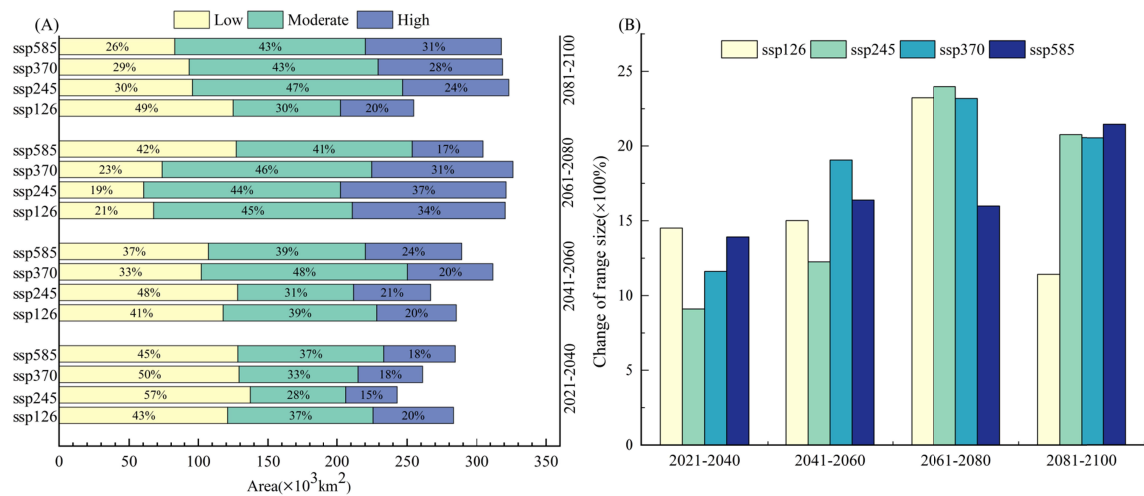 (A)
Low Moderate High
ssp585 26% 43% 31%
ssp370 29% 43% 28%
ssp245 30% 47% 24%
ssp126 49% 30% 20%
2081-2100
ssp585 42% 41% 17%
ssp370 23% 46% 31%
ssp245 19% 44% 37%
ssp126 21% 45% 34%
2061-2080
ssp585 37% 39% 24%
ssp370 33% 48% 20%
ssp245 48% 31% 21%
ssp126 41% 39% 20%
2041-2060
ssp585 45% 37% 18%
ssp370 50% 33% 18%
ssp245 57% 28% 15%
ssp126 43% 37% 20%
2021-2040
0 50 100 150 200 250 300 350
Area(×10³km²)
(B)
ssp126 ssp245 ssp370 ssp585
Change of range size(×100%)
25
20
15
10
5
0
2021-2040 2041-2060 2061-2080 2081-2100